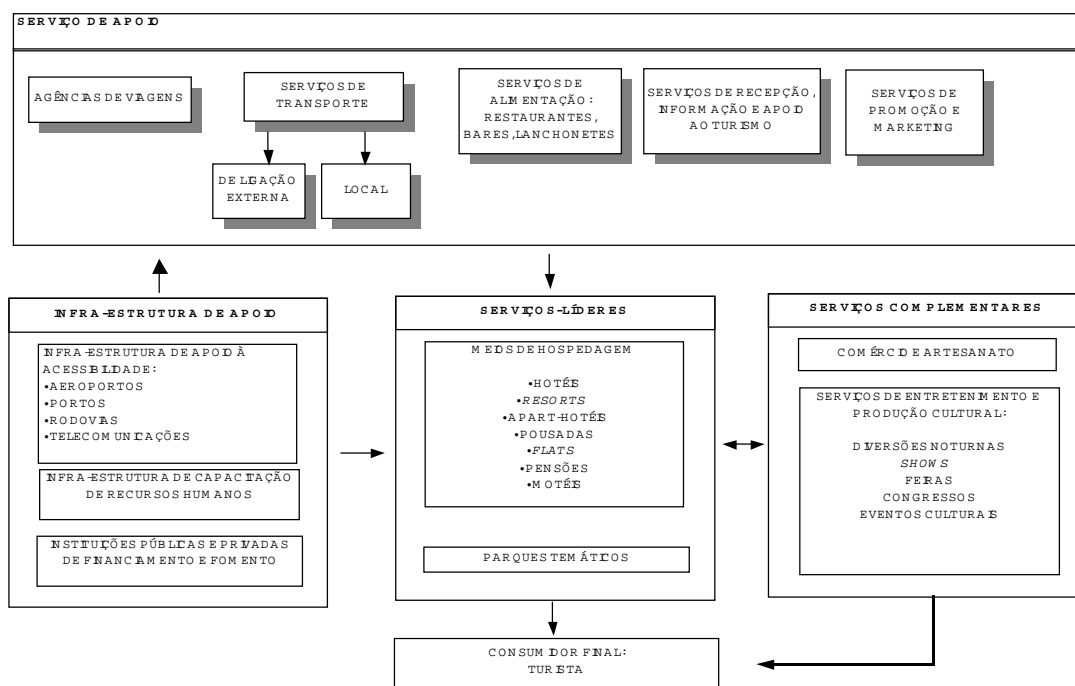 SERVIÇO DE APOIO
AGÊNCIAS DE VIAGENS
SERVIÇOS DE
TRANSPORTE
DE LIGAÇÃO
EXTERNA
LOCAL
SERVIÇOS DE
ALIMENTAÇÃO:
RESTAURANTES,
BARES, LANCHONETES
SERVIÇOS DE RECEPÇÃO,
INFORMAÇÃO E APOIO
AO TURISMO
SERVIÇOS DE
PROMOÇÃO E
MARKETING
INFRA-ESTRUTURA DE APOIO
INFRA-ESTRUTURA DE APOIO À
ACESSIBILIDADE:
•AEROPORTOS
•PORTOS
•RODOVIAS
•TELECOMUNICAÇÕES
INFRA-ESTRUTURA DE CAPACITAÇÃO
DE RECURSOS HUMANOS
INSTITUIÇÕES PÚBLICAS E PRIVADAS
DE FINANCIAMENTO E FOMENTO
SERVIÇOS-LÍDERES
MEIOS DE HOSPEDAGEM
•HOTÉIS
•RESORTS
•APART-HOTÉIS
•POUSADAS
•FLATS
•PENSÕES
•MOTÉIS
PARQUES TEMÁTICOS
SERVIÇOS COMPLEMENTARES
COMÉRCIO E ARTESANATO
SERVIÇOS DE ENTRETENIMENTO E
PRODUÇÃO CULTURAL:
DIVERSÕES NOTURNAS
SHOWS
FEIRAS
CONGRESSOS
EVENTOS CULTURAIS
CONSUMIDOR FINAL:
TURISTA